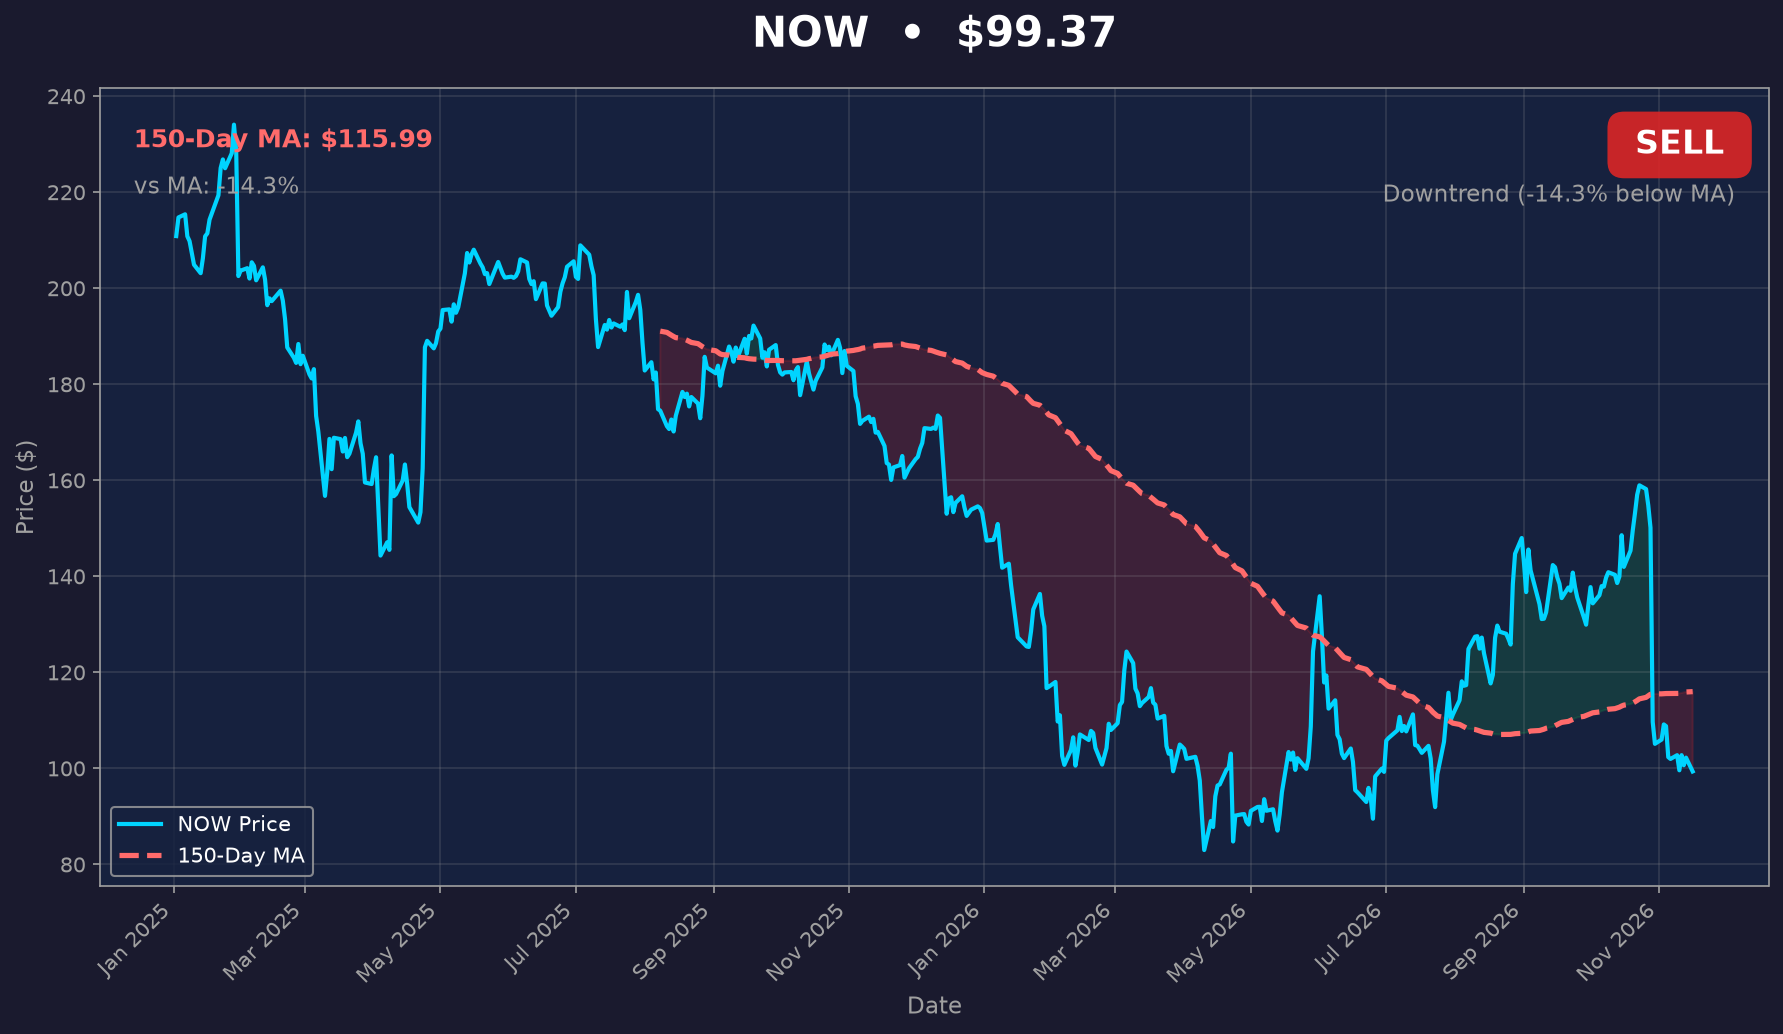 NOW • $99.37
150-Day MA: $115.99
vs MA: -14.3%
SELL
Downtrend (-14.3% below MA)
Price ($)
240
220
200
180
160
140
120
100
80
NOW Price
150-Day MA
Jan 2025
Mar 2025
May 2025
Jul 2025
Sep 2025
Nov 2025
Jan 2026
Mar 2026
May 2026
Jul 2026
Sep 2026
Nov 2026
Date